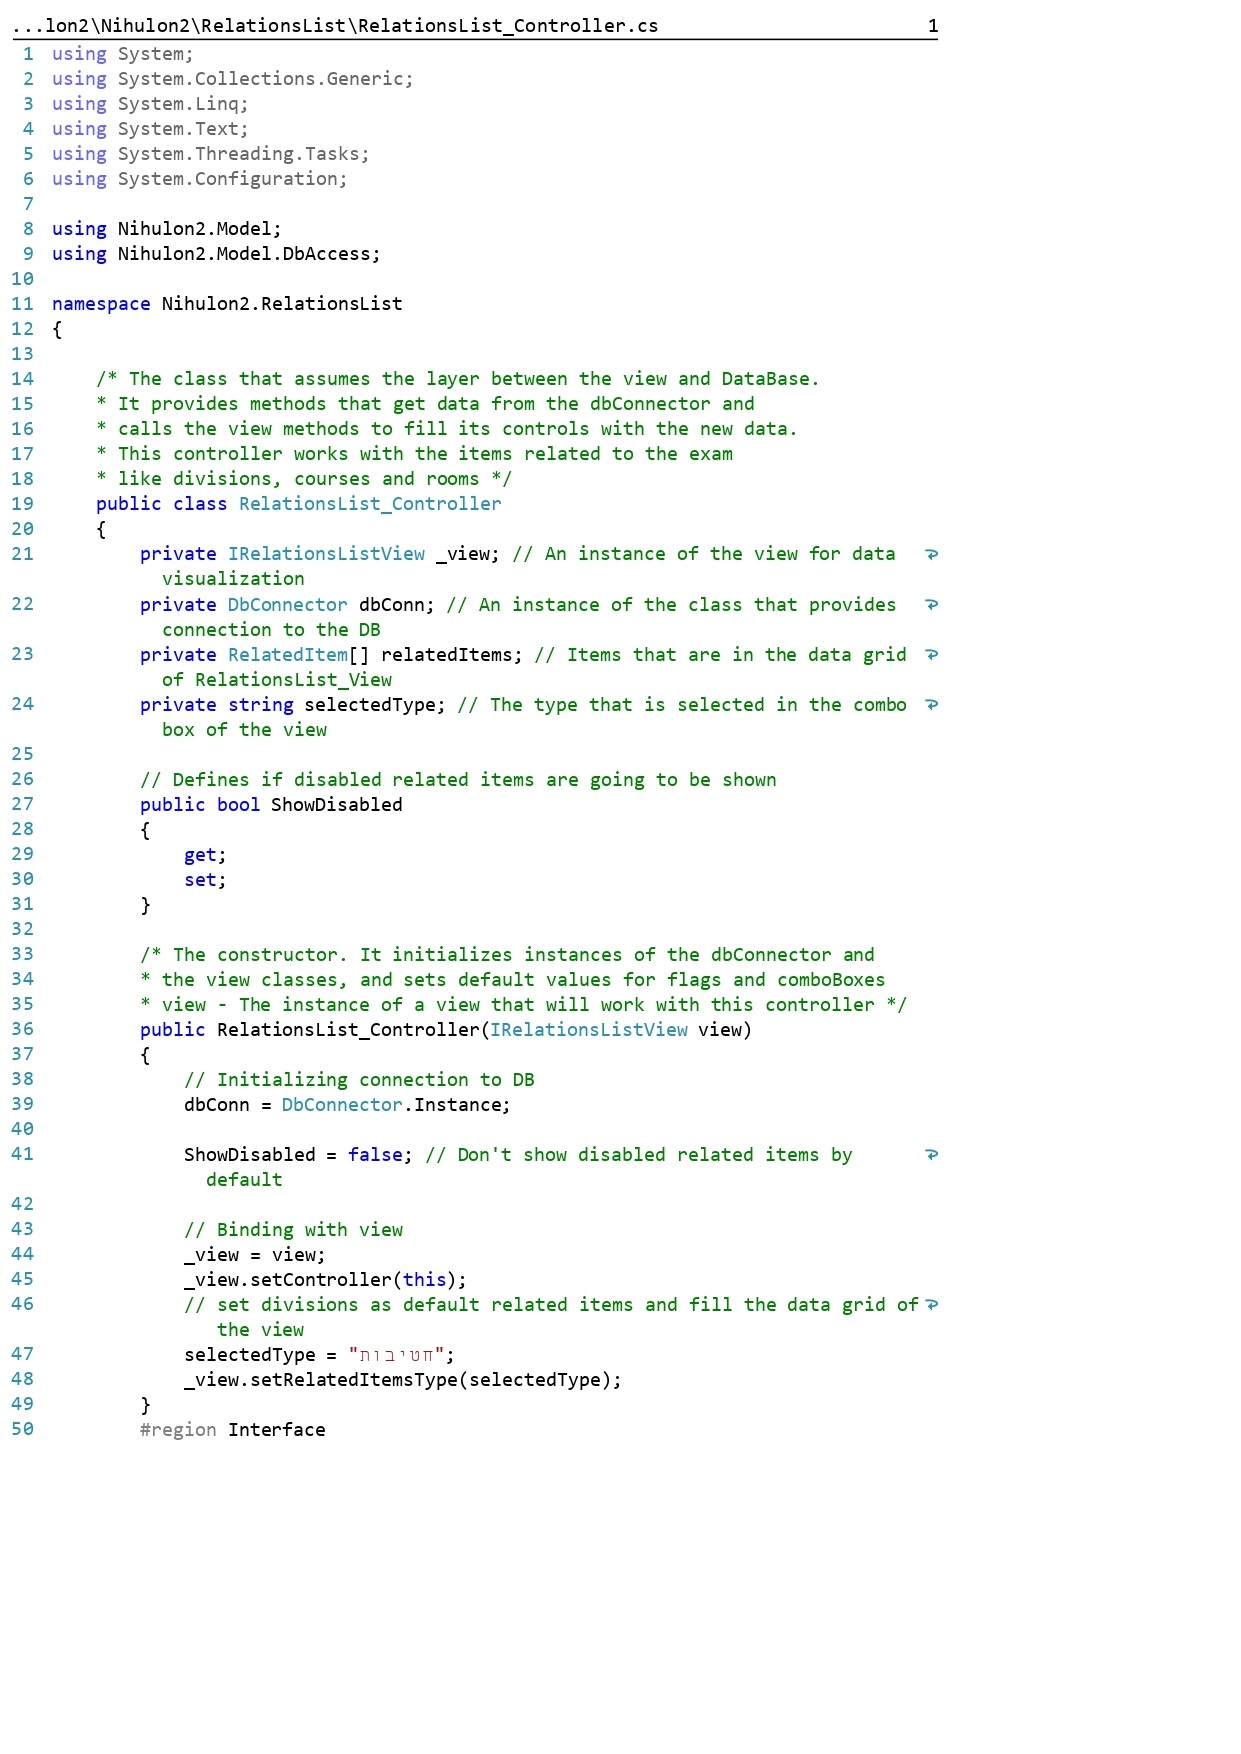 ...lon2\Nihulon2\RelationsList\RelationsList_Controller.cs 1
1 using System;
2 using System.Collections.Generic;
3 using System.Linq;
4 using System.Text;
5 using System.Threading.Tasks;
6 using System.Configuration;
7
8 using Nihulon2.Model;
9 using Nihulon2.Model.DbAccess;
10
11 namespace Nihulon2.RelationsList
12 {
13
14 /* The class that assumes the layer between the view and DataBase.
15 * It provides methods that get data from the dbConnector and
16 * calls the view methods to fill its controls with the new data.
17 * This controller works with the items related to the exam
18 * like divisions, courses and rooms */
19 public class RelationsList_Controller
20 {
21 private IRelationsListView _view; // An instance of the view for data
visualization
22 private DbConnector dbConn; // An instance of the class that provides
connection to the DB
23 private RelatedItem[] relatedItems; // Items that are in the data grid
of RelationsList_View
24 private string selectedType; // The type that is selected in the combo
box of the view
25
26 // Defines if disabled related items are going to be shown
27 public bool ShowDisabled
28 {
29 get;
30 set;
31 }
32
33 /* The constructor. It initializes instances of the dbConnector and
34 * the view classes, and sets default values for flags and comboBoxes
35 * view - The instance of a view that will work with this controller */
36 public RelationsList_Controller(IRelationsListView view)
37 {
38 // Initializing connection to DB
39 dbConn = DbConnector.Instance;
40
41 ShowDisabled = false; // Don't show disabled related items by
default
42
43 // Binding with view
44 _view = view;
45 _view.setController(this);
46 // set divisions as default related items and fill the data grid of
the view
47 selectedType = "חטיבות";
48 _view.setRelatedItemsType(selectedType);
49 }
50 #region Interface